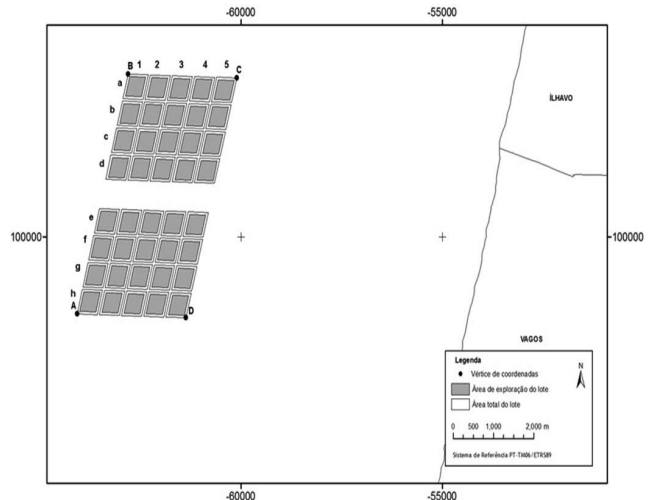 -60000 -55000
B 1 2 3 4 5 C
a
b
c
d
ÍLHAVO
100000 100000
e
f
g
h
A D
VAGOS
Legenda
Vértice de coordenadas
Área de exploração do lote
Área total do lote
N
0 500 1,000 2,000 m
Sistema de Referência PT-TM06/ETRS89
-60000 -55000